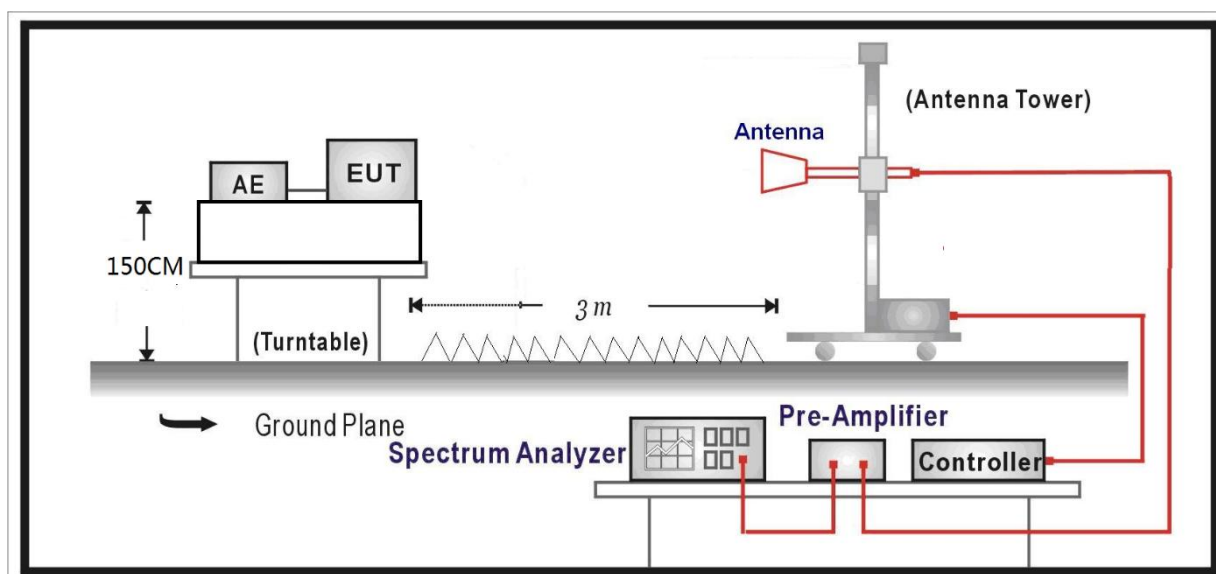 (Antenna Tower)
Antenna
EUT
AE
150CM
3 m
(Turntable)
Ground Plane
Pre-Amplifier
Spectrum Analyzer
Controller